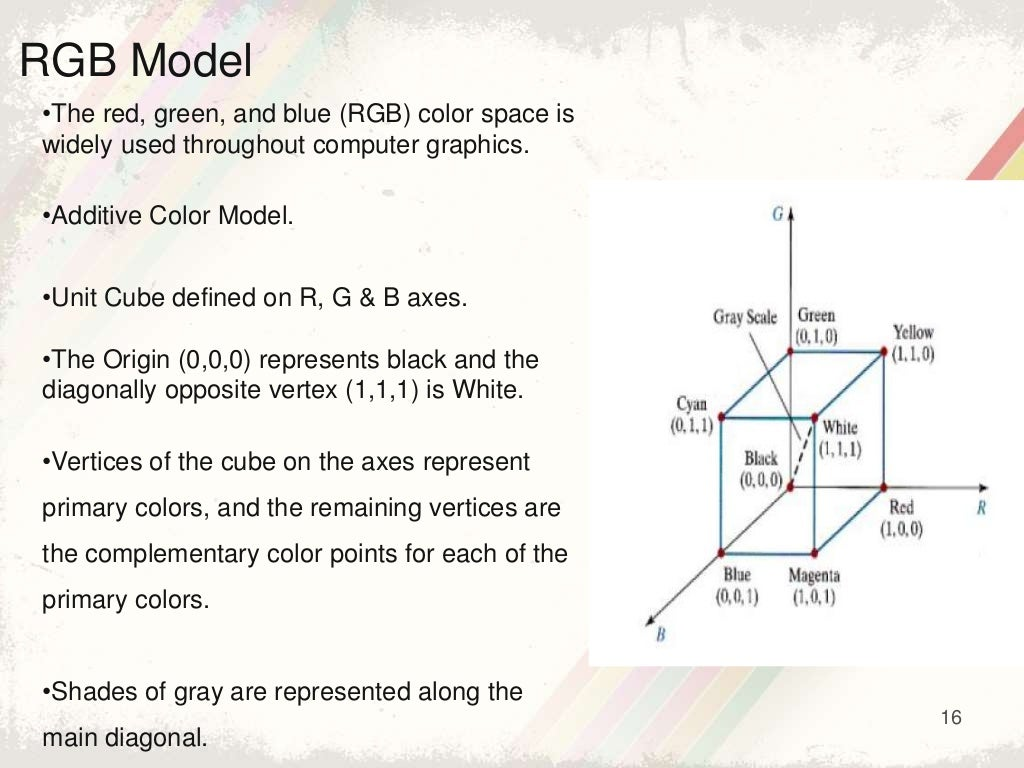 RGB Model
•The red, green, and blue (RGB) color space is
widely used throughout computer graphics.
•Additive Color Model.
•Unit Cube defined on R, G & B axes.
•The Origin (0,0,0) represents black and the
diagonally opposite vertex (1,1,1) is White.
•Vertices of the cube on the axes represent
primary colors, and the remaining vertices are
the complementary color points for each of the
primary colors.
•Shades of gray are represented along the
main diagonal.
G
Gray Scale
Green
(0,1,0)
Yellow
(1,1,0)
Cyan
(0,1,1)
White
(1,1,1)
Black
(0,0,0)
Red
(1,0,0)
R
Blue
(0,0,1)
Magenta
(1,0,1)
B
16